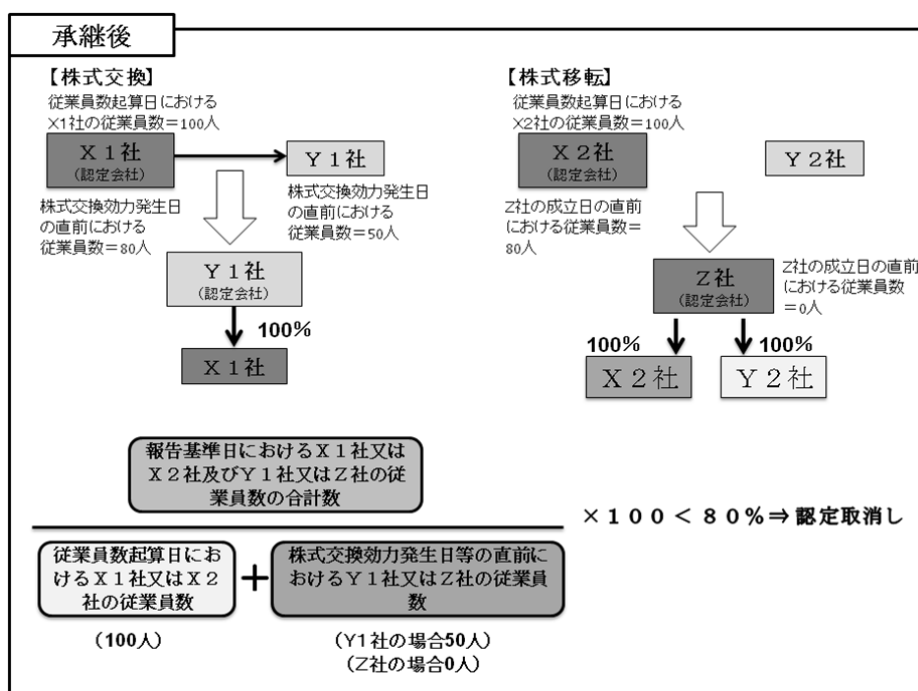 承継後
【株式交換】
従業員数起算日における
X1社の従業員数＝100人
Ｘ１社
（認定会社）
Ｙ１社
株式交換効力発生日
の直前における
従業員数＝80人
株式交換効力発生日
の直前における
従業員数＝50人
Ｙ１社
（認定会社）
100%
Ｘ１社
【株式移転】
従業員数起算日における
X2社の従業員数＝100人
Ｘ２社
（認定会社）
Ｙ２社
Z社の成立日の直前
における従業員数＝
80人
Ｚ社
（認定会社）
Z社の成立日の直前
における従業員数
＝0人
100%
100%
Ｘ２社
Ｙ２社
報告基準日におけるＸ１社又は
Ｘ２社及びＹ１社又はＺ社の従
業員数の合計数
×１００＜８０％⇒認定取消し
従業員数起算日にお
けるＸ１社又はＸ２
社の従業員数
＋
株式交換効力発生日等の直前に
おけるＹ１社又はＺ社の従業員
数
（100人）
（Y1社の場合50人）
（Z社の場合0人）